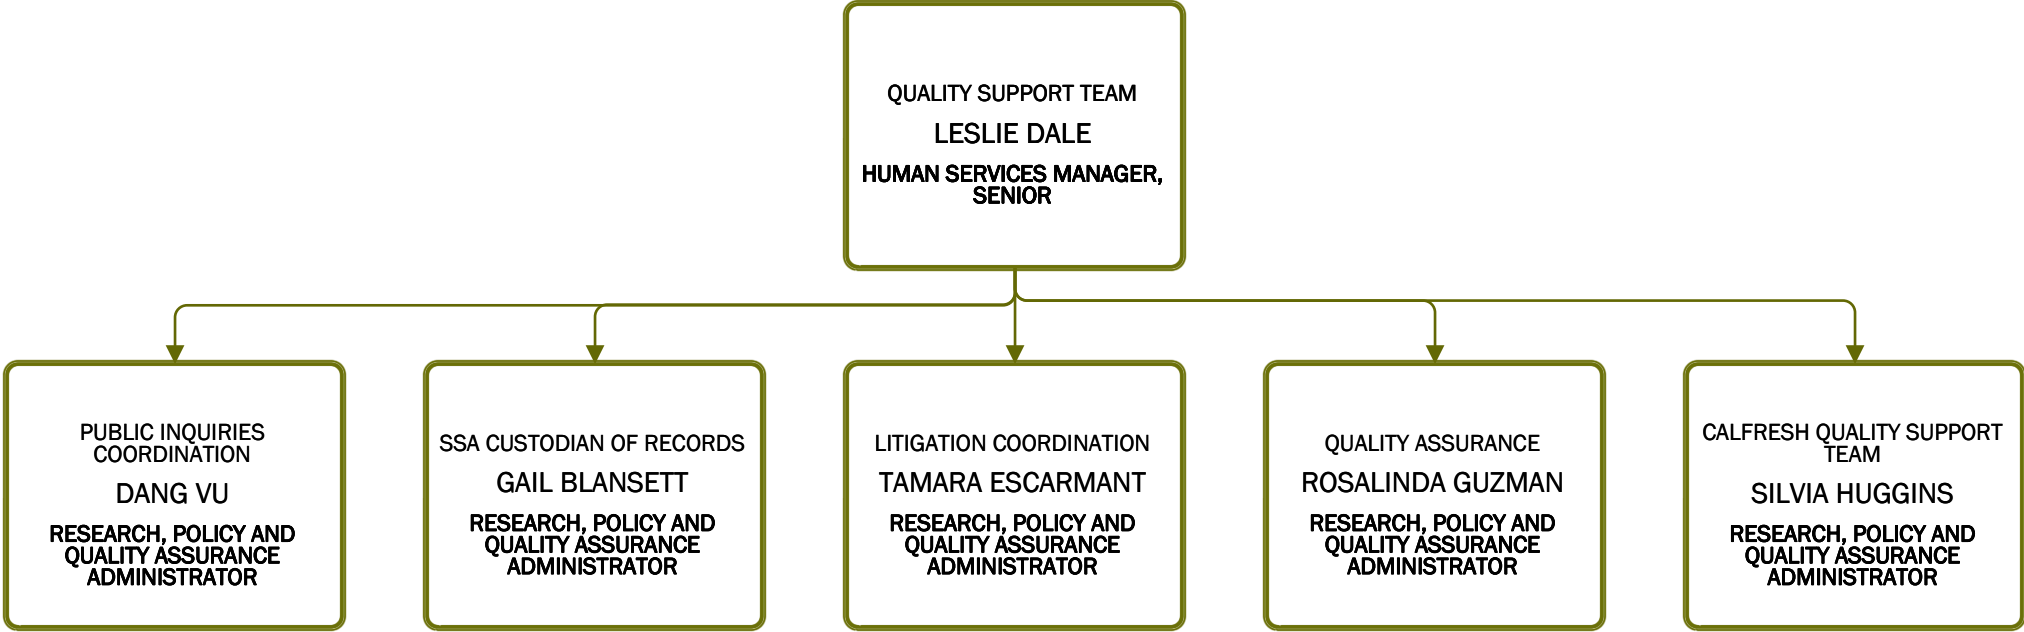 QUALITY SUPPORT TEAM
LESLIE DALE
HUMAN SERVICES MANAGER,
SENIOR
PUBLIC INQUIRIES
COORDINATION
DANG VU
RESEARCH, POLICY AND
QUALITY ASSURANCE
ADMINISTRATOR
SSA CUSTODIAN OF RECORDS
GAIL BLANSETT
RESEARCH, POLICY AND
QUALITY ASSURANCE
ADMINISTRATOR
LITIGATION COORDINATION
TAMARA ESCARMANT
RESEARCH, POLICY AND
QUALITY ASSURANCE
ADMINISTRATOR
QUALITY ASSURANCE
ROSALINDA GUZMAN
RESEARCH, POLICY AND
QUALITY ASSURANCE
ADMINISTRATOR
CALFRESH QUALITY SUPPORT
TEAM
SILVIA HUGGINS
RESEARCH, POLICY AND
QUALITY ASSURANCE
ADMINISTRATOR